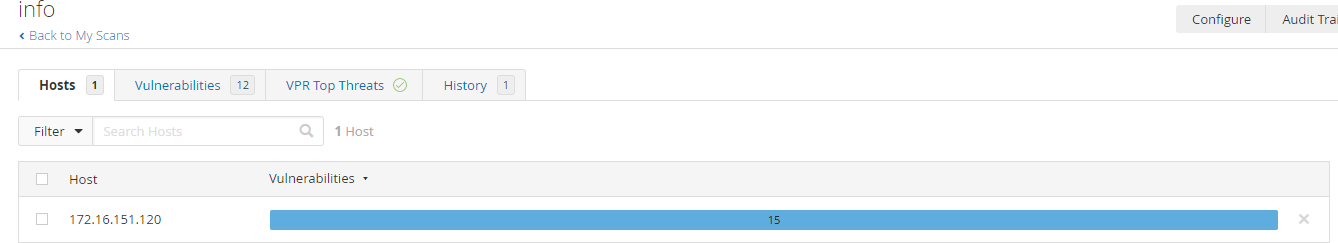 info
Back to My Scans
Configure Audit Trai
Hosts 1 Vulnerabilities 12 VPR Top Threats History 1
Filter Search Hosts 1 Host
Host Vulnerabilities
172.16.151.120 15